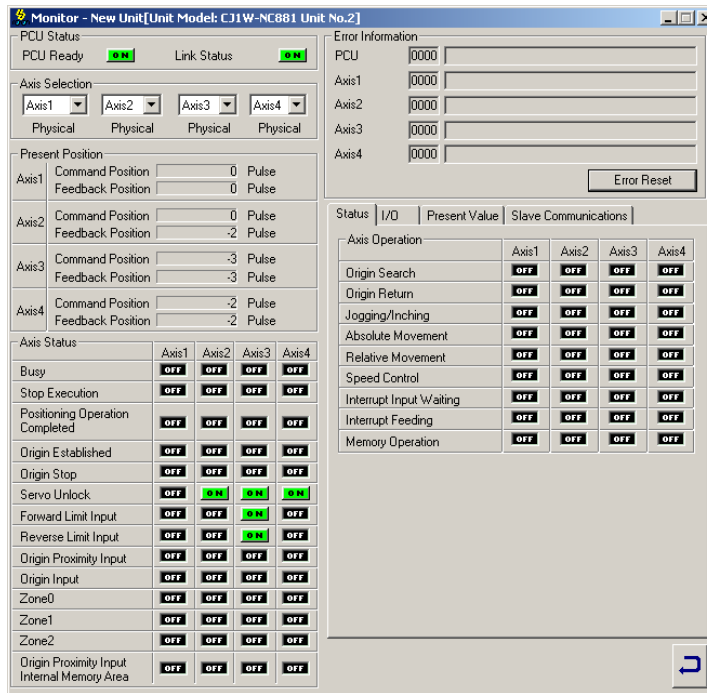 Monitor - New Unit[Unit Model: CJ1W-NC881 Unit No.2]
PCU Status
PCU Ready ON Link Status ON
Axis Selection
Axis1 Axis2 Axis3 Axis4
Physical Physical Physical Physical
Present Position
Axis1
Command Position 0 Pulse
Feedback Position 0 Pulse
Axis2
Command Position 0 Pulse
Feedback Position -2 Pulse
Axis3
Command Position -3 Pulse
Feedback Position -3 Pulse
Axis4
Command Position -2 Pulse
Feedback Position -2 Pulse
Axis Status
Axis1 Axis2 Axis3 Axis4
Busy OFF OFF OFF OFF
Stop Execution OFF OFF OFF OFF
Positioning Operation
Completed OFF OFF OFF OFF
Origin Established OFF OFF OFF OFF
Origin Stop OFF OFF OFF OFF
Servo Unlock OFF ON ON ON
Forward Limit Input OFF OFF ON OFF
Reverse Limit Input OFF OFF ON OFF
Origin Proximity Input OFF OFF OFF OFF
Origin Input OFF OFF OFF OFF
Zone0 OFF OFF OFF OFF
Zone1 OFF OFF OFF OFF
Zone2 OFF OFF OFF OFF
Origin Proximity Input
Internal Memory Area OFF OFF OFF OFF
Error Information
PCU 0000
Axis1 0000
Axis2 0000
Axis3 0000
Axis4 0000
Error Reset
Status I/O Present Value Slave Communications
Axis Operation
Axis1 Axis2 Axis3 Axis4
Origin Search OFF OFF OFF OFF
Origin Return OFF OFF OFF OFF
Jogging/Inching OFF OFF OFF OFF
Absolute Movement OFF OFF OFF OFF
Relative Movement OFF OFF OFF OFF
Speed Control OFF OFF OFF OFF
Interrupt Input Waiting OFF OFF OFF OFF
Interrupt Feeding OFF OFF OFF OFF
Memory Operation OFF OFF OFF OFF